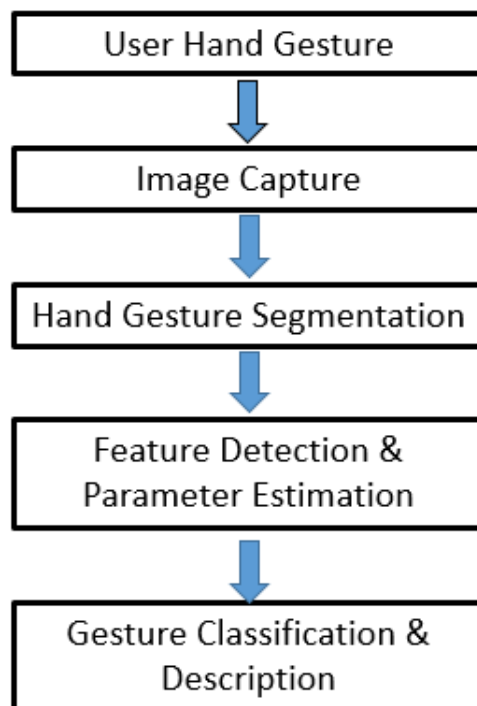 User Hand Gesture
Image Capture
Hand Gesture Segmentation
Feature Detection &
Parameter Estimation
Gesture Classification &
Description